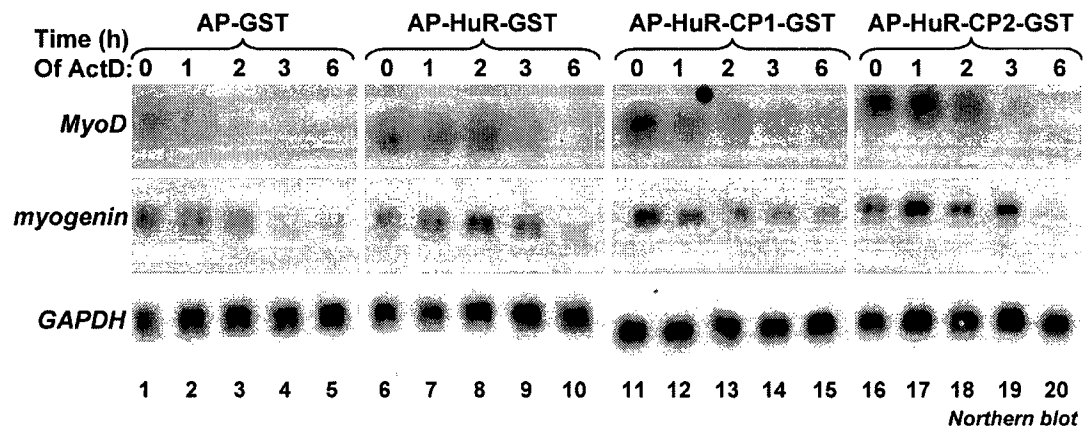 AP-GST AP-HuR-GST AP-HuR-CP1-GST AP-HuR-CP2-GST
Time (h)
Of ActD: 0 1 2 3 6 0 1 2 3 6 0 1 2 3 6 0 1 2 3 6
MyoD
myogenin
GAPDH
1 2 3 4 5 6 7 8 9 10 11 12 13 14 15 16 17 18 19 20
Northern blot